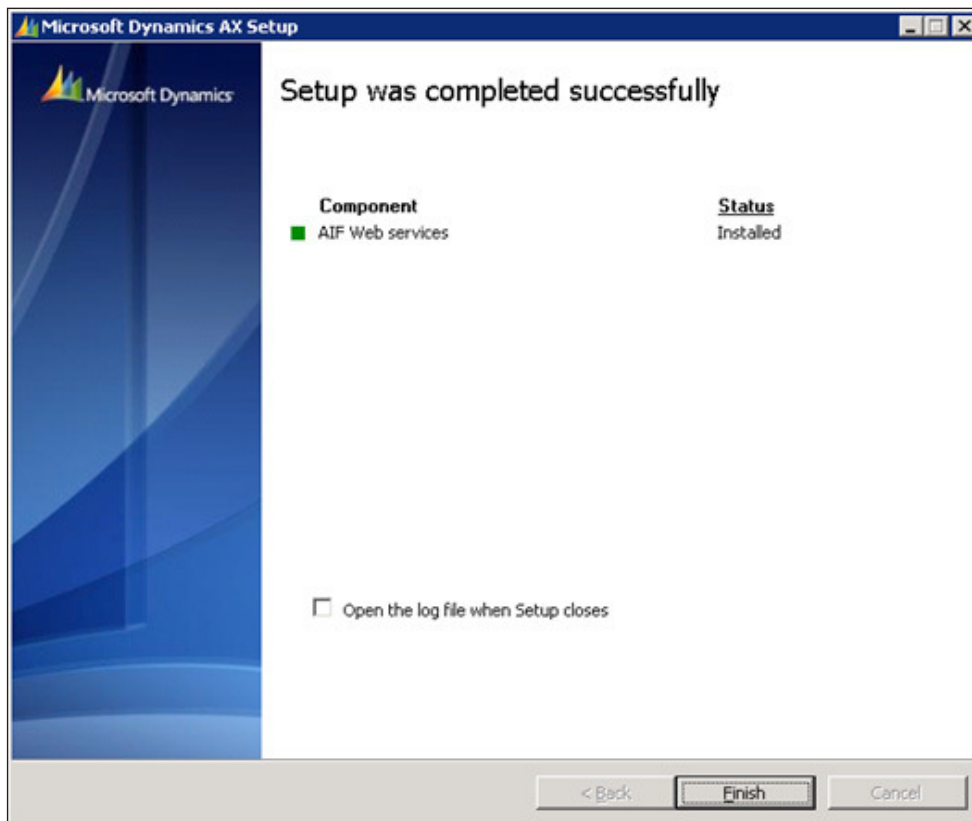 Microsoft Dynamics AX Setup
Microsoft Dynamics
Setup was completed successfully
Component Status
AIF Web services Installed
Open the log file when Setup closes
< Back Finish Cancel